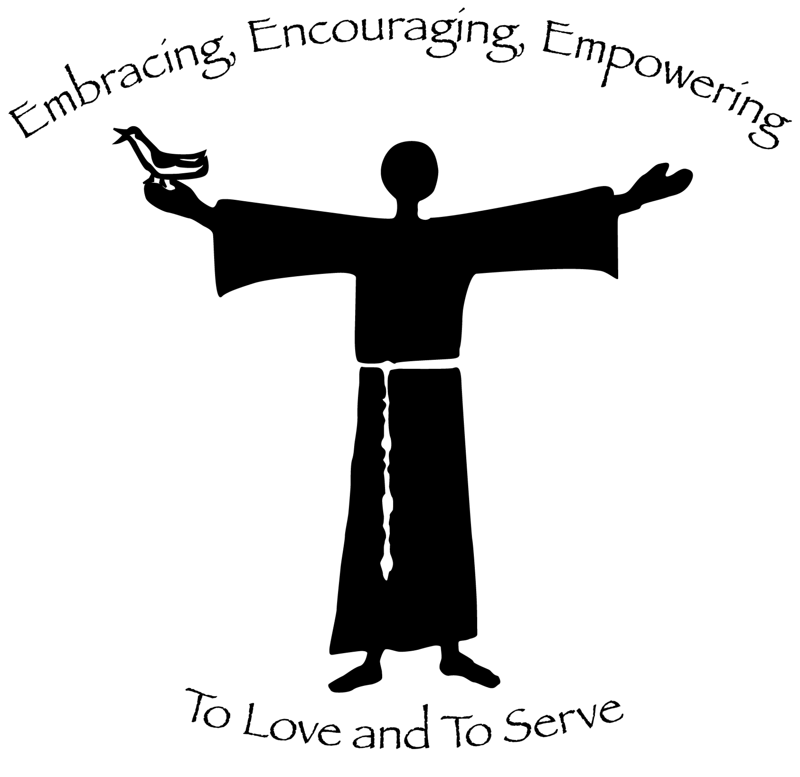 Embracing, Encouraging, Empowering
To Love and To Serve